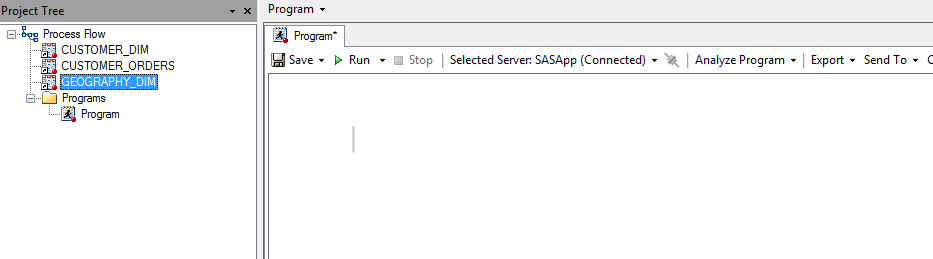 Project Tree
Process Flow
CUSTOMER_DIM
CUSTOMER_ORDERS
GEOGRAPHY_DIM
Programs
Program
Program
Program*
Save Run Stop Selected Server: SASApp (Connected) Analyze Program Export Send To C